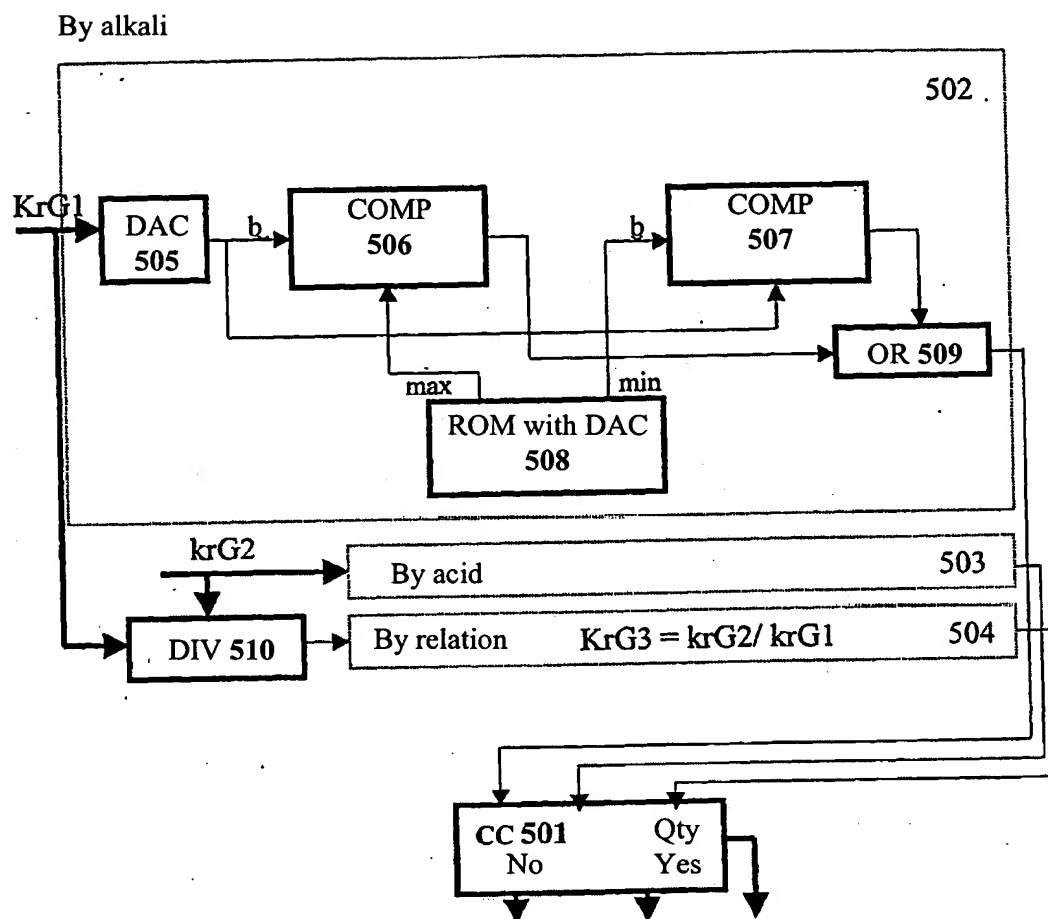 By alkali
502
KrG1
DAC
505
b
COMP
506
b
COMP
507
OR 509
max
min
ROM with DAC
508
krG2
By acid
503
DIV 510
By relation
KrG3 = krG2/ krG1
504
CC 501
Qty
No
Yes